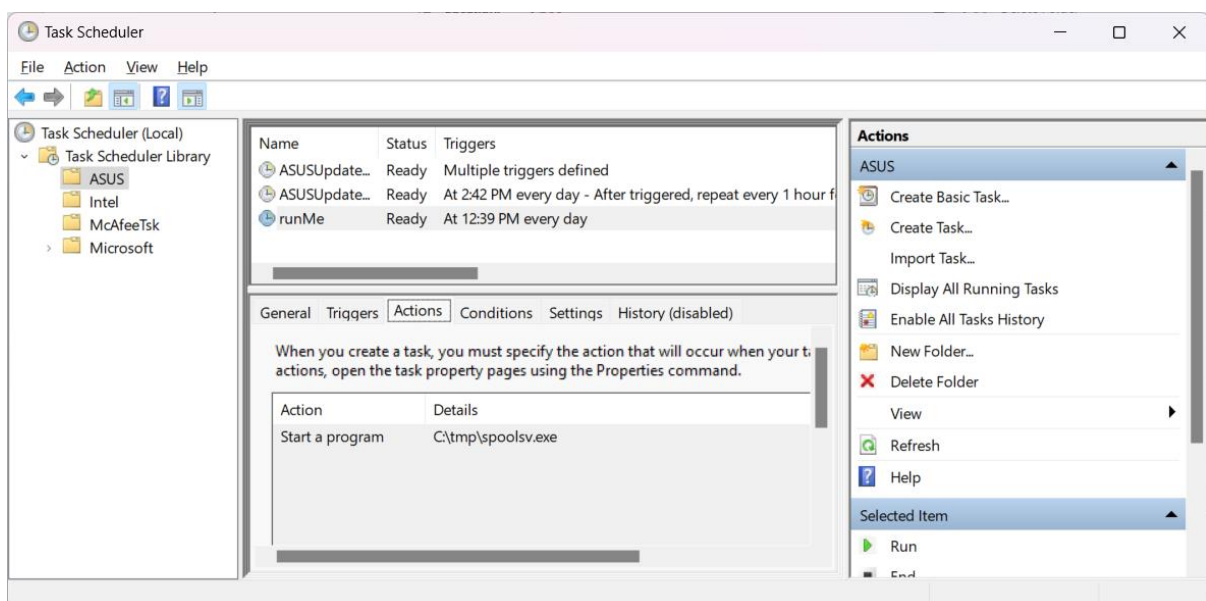 Task Scheduler
File Action View Help
Task Scheduler (Local)
Task Scheduler Library
ASUS
Intel
McAfeeTsk
Microsoft
Name Status Triggers
ASUSUpdate... Ready Multiple triggers defined
ASUSUpdate... Ready At 2:42 PM every day - After triggered, repeat every 1 hour f
runMe Ready At 12:39 PM every day
General Triggers Actions Conditions Settings History (disabled)
When you create a task, you must specify the action that will occur when your t
actions, open the task property pages using the Properties command.
Action Details
Start a program C:\tmp\spoolsv.exe
Actions
ASUS
Create Basic Task...
Create Task...
Import Task...
Display All Running Tasks
Enable All Tasks History
New Folder...
Delete Folder
View
Refresh
Help
Selected Item
Run
End